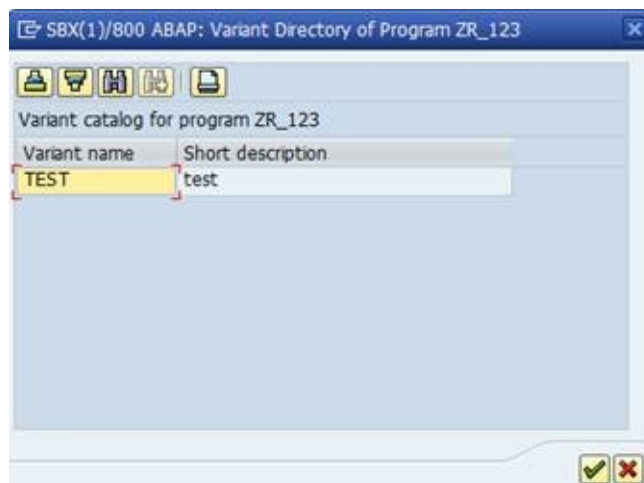 SBX(1)/800 ABAP: Variant Directory of Program ZR_123
Variant catalog for program ZR_123
Variant name Short description
TEST test